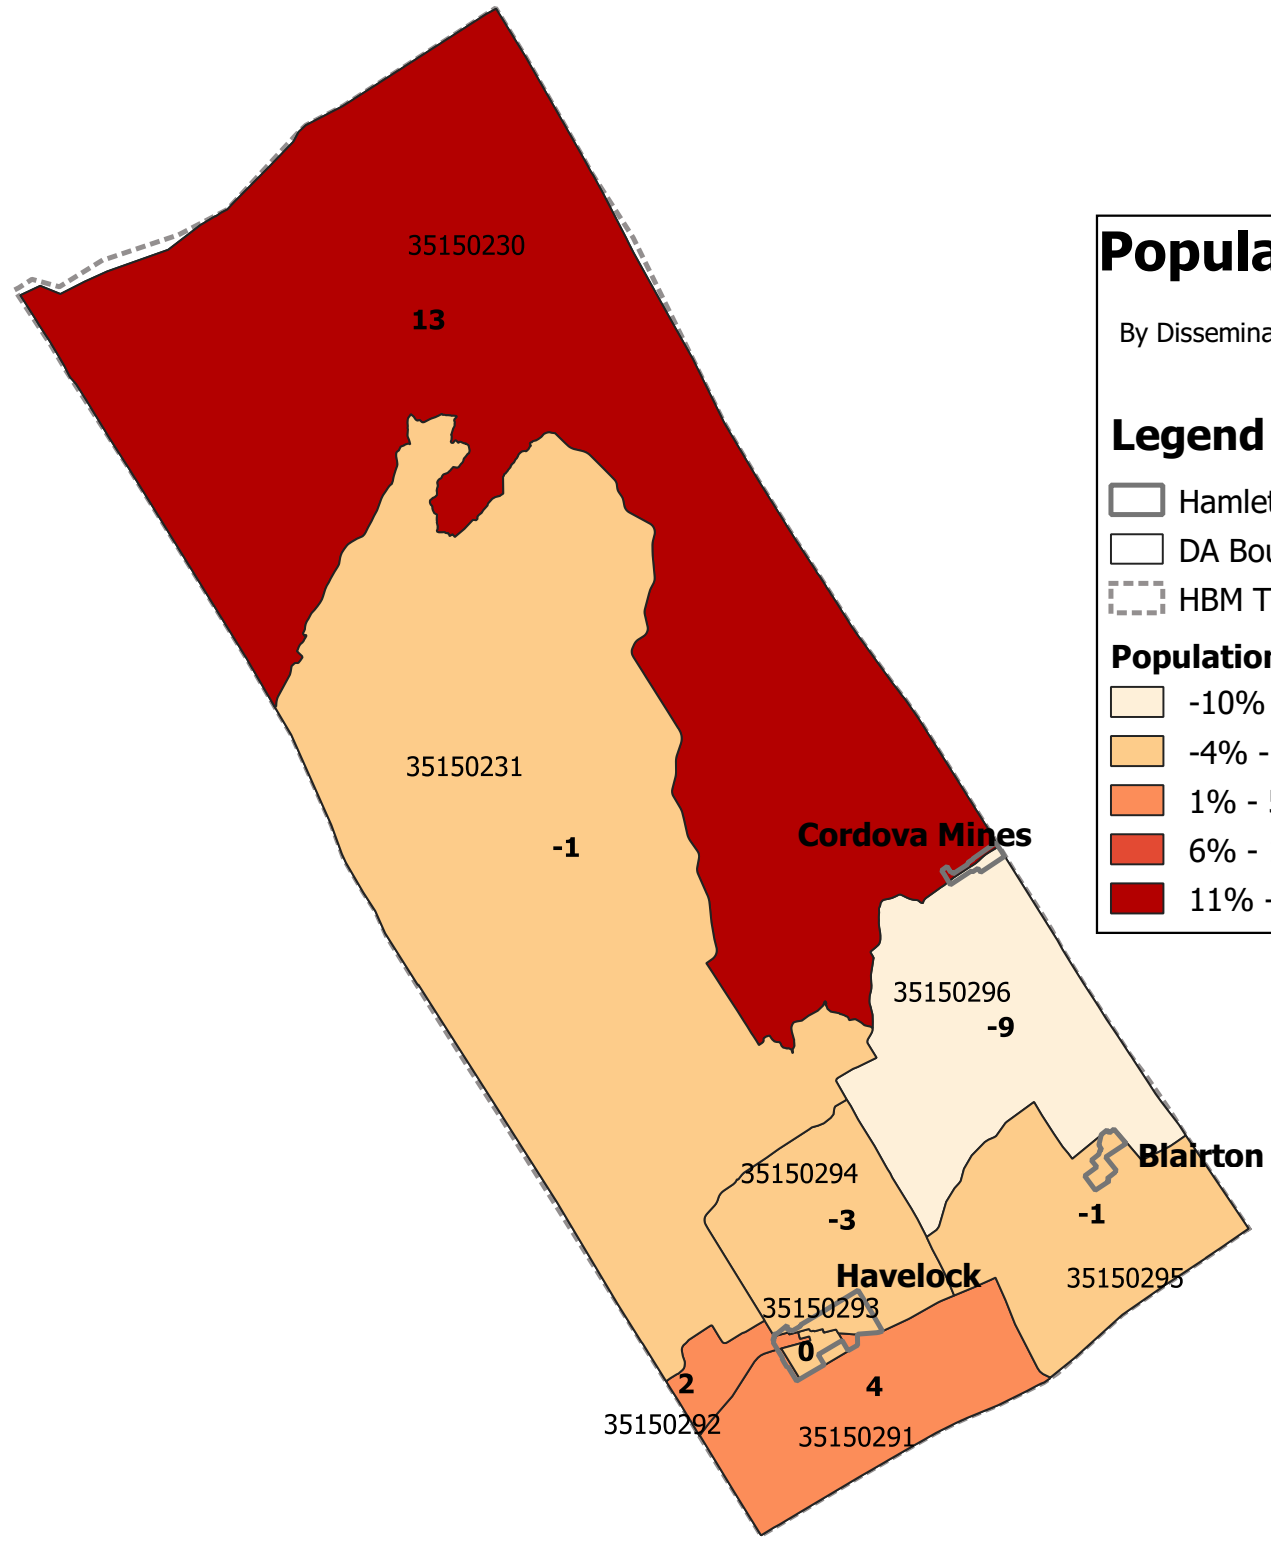 35150230
13
Popula
By Dissemina
Legend
Hamlet
DA Bou
HBM T
Population
-10%
-4% -
1% -
6% -
11% -
35150231
-1
Cordova Mines
35150296
-9
Blairton
35150294
-3
-1
Havelock
35150295
35150293
0
2
4
35150292
35150291